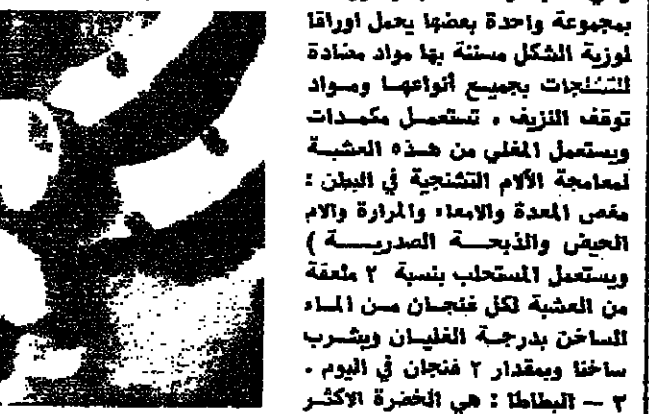 بمجموعة واحدة بعضها يحمل اوراقا
لوزية الشكل مسننة بها مواد مضادة
للتشنجات بجميع أنواعها ومواد
توقف النزيف . تستعمل مكمدات
ويستعمل المغلي من هذه العشبة
لمعامجة الآلام التشنجية في البطن :
مغص المعدة والامعاء والمرارة والام
الحيض والذبحة الصدرية )
ويستعمل المستحلب بنسبة ٢ ملعقة
من العشبة لكل فنجان من الماء
الساخن بدرجة الغليان ويشرب
ساخنا وبمقدار ٢ فنجان في اليوم .
٣ — البطاطا : هي الخضرة الاكثر